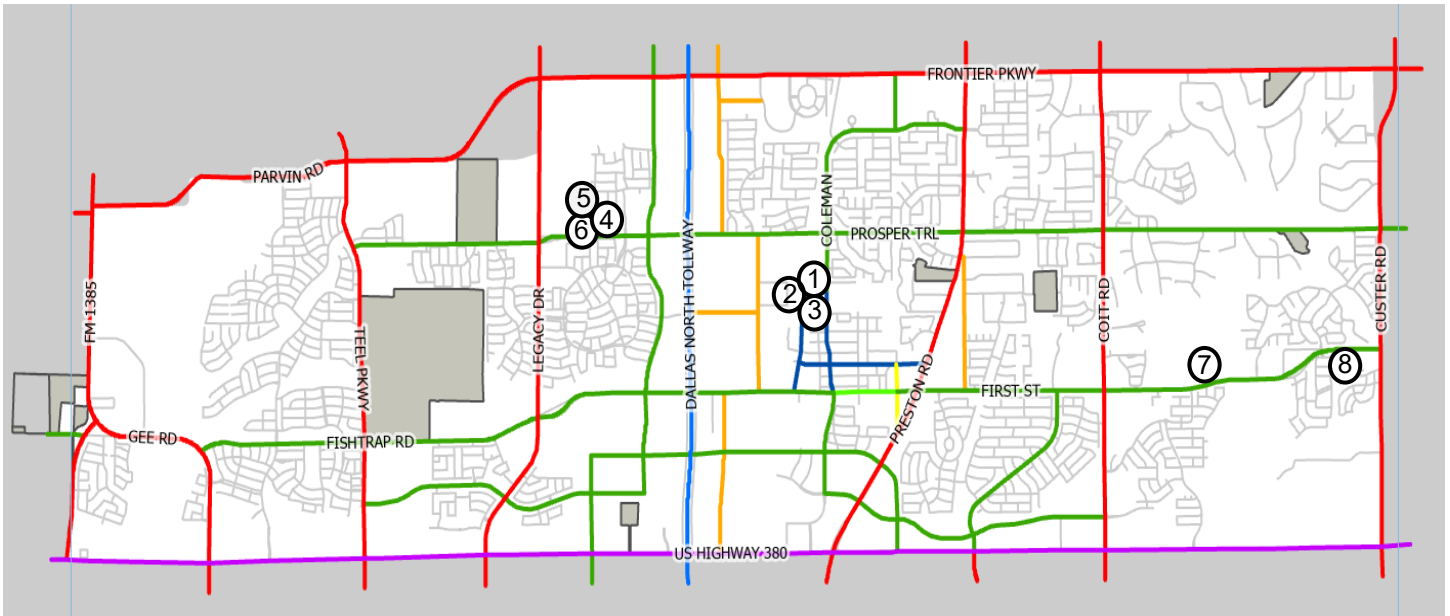 FRONTIER PKWY
PARVIN RD
COLEMAN
5
4
6
PROSPER TRL
DALLAS NORTH TOLLWAY
FM 1385
TEEL PKWY
LEGACY DR
1
2
3
COIT RD
CUSTER RD
7
8
PRESTON RD
FIRST ST
GEE RD
FISHTRAP RD
US HIGHWAY 380